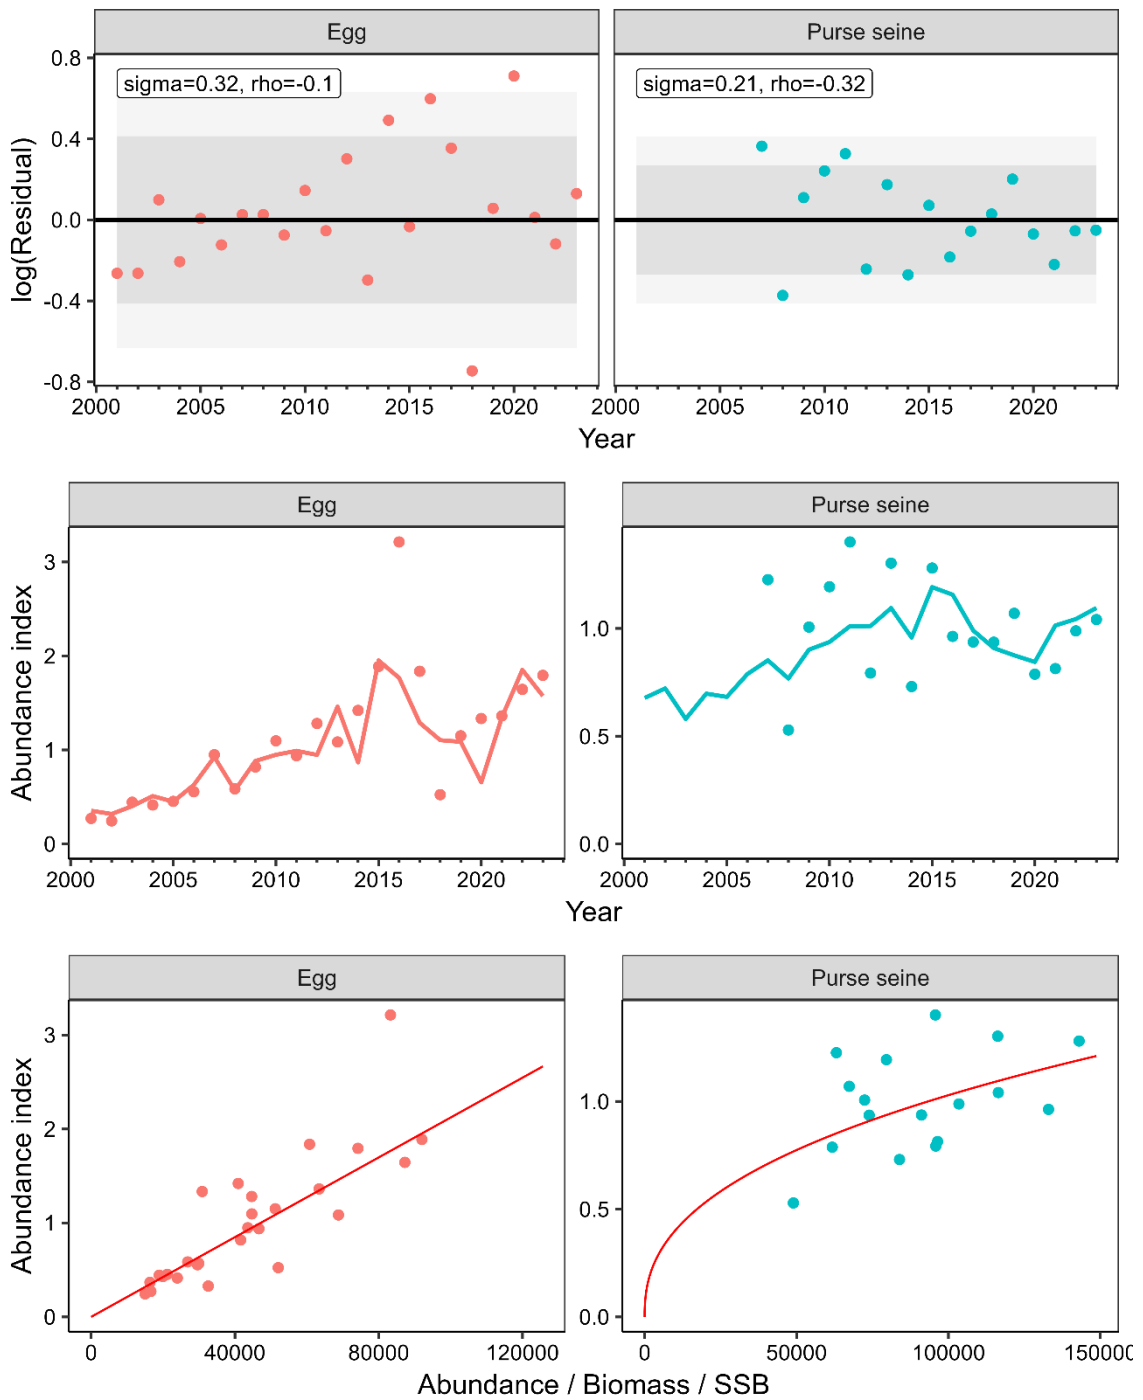 Egg
Purse seine
log(Residual)
0.8
0.4
0.0
-0.4
-0.8
sigma=0.32, rho=-0.1
sigma=0.21, rho=-0.32
2000 2005 2010 2015 2020
2000 2005 2010 2015 2020
Year
Egg
Purse seine
Abundance index
3
2
1
0
1.0
0.5
0.0
2000 2005 2010 2015 2020
2000 2005 2010 2015 2020
Year
Egg
Purse seine
Abundance index
3
2
1
0
1.0
0.5
0.0
0 40000 80000 120000
0 50000 100000 150000
Abundance / Biomass / SSB